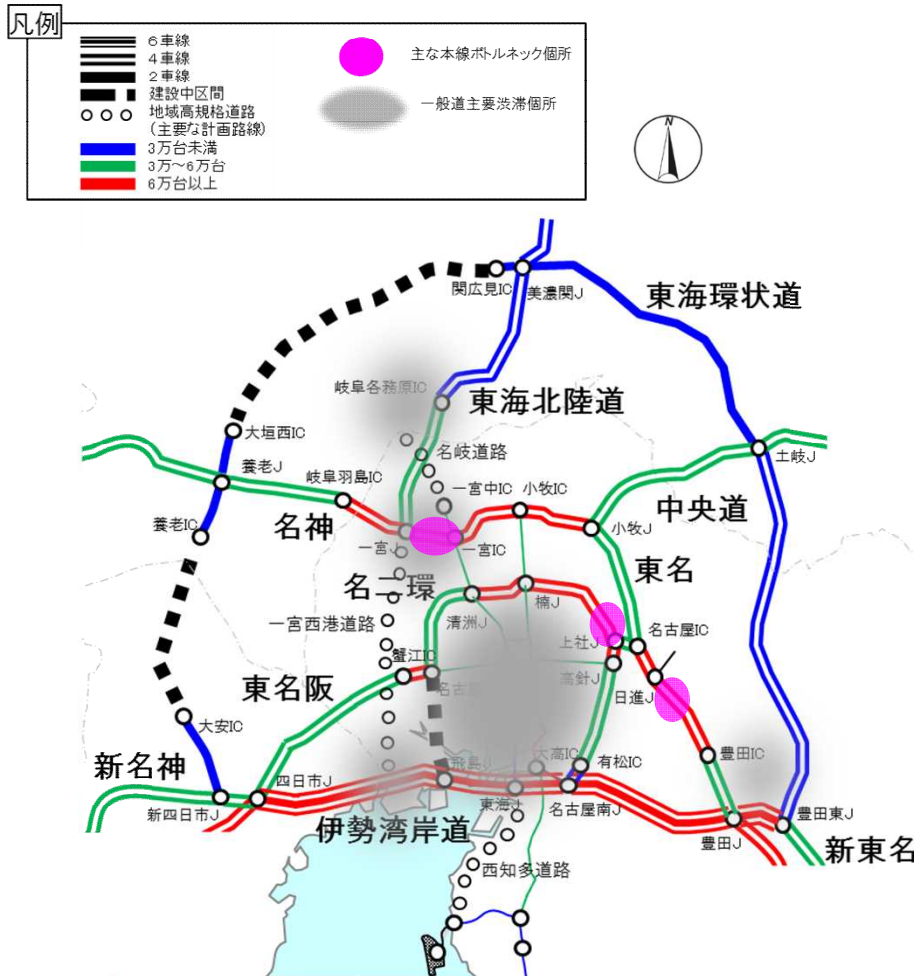 凡例
6車線
4車線
2車線
建設中区間
地域高規格道路
(主要な計画路線)
3万台未満
3万～6万台
6万台以上
主な本線ボトルネック個所
一般道主要渋滞個所
N
関広見IC
美濃関J
東海環状道
岐阜各務原IC
東海北陸道
大垣西IC
名岐道路
土岐J
養老J
岐阜羽島IC
一宮中IC
小牧IC
中央道
養老IC
名神
小牧J
一宮J
一宮IC
東名
名二環
清洲J
楠J
一宮西港道路
上社J
名古屋IC
蟹江IC
高針J
東名阪
名古
日進J
大安IC
豊田IC
新名神
飛島J
大高IC
有松IC
四日市J
新四日市J
東海J
名古屋南J
豊田東J
伊勢湾岸道
豊田J
新東名
西知多道路